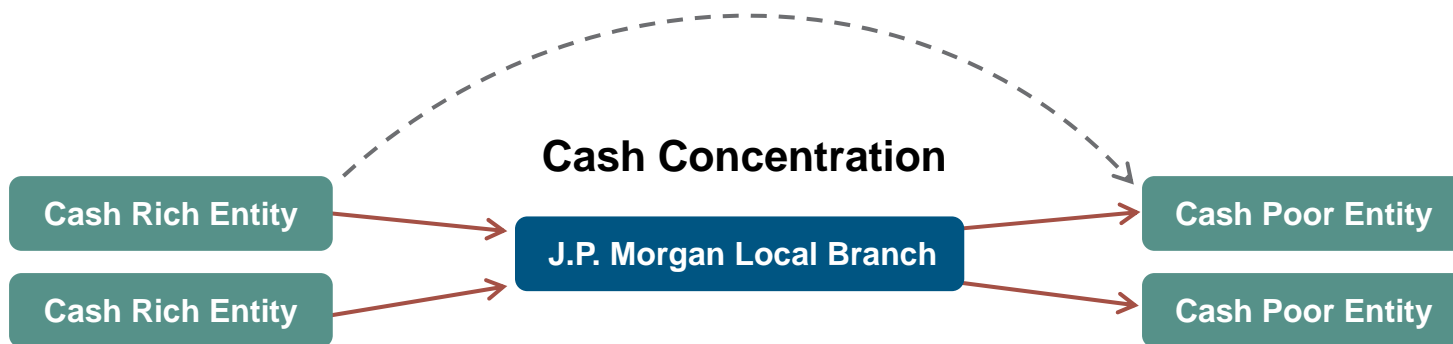 Cash Concentration
Cash Rich Entity
J.P. Morgan Local Branch
Cash Poor Entity
Cash Rich Entity
Cash Poor Entity